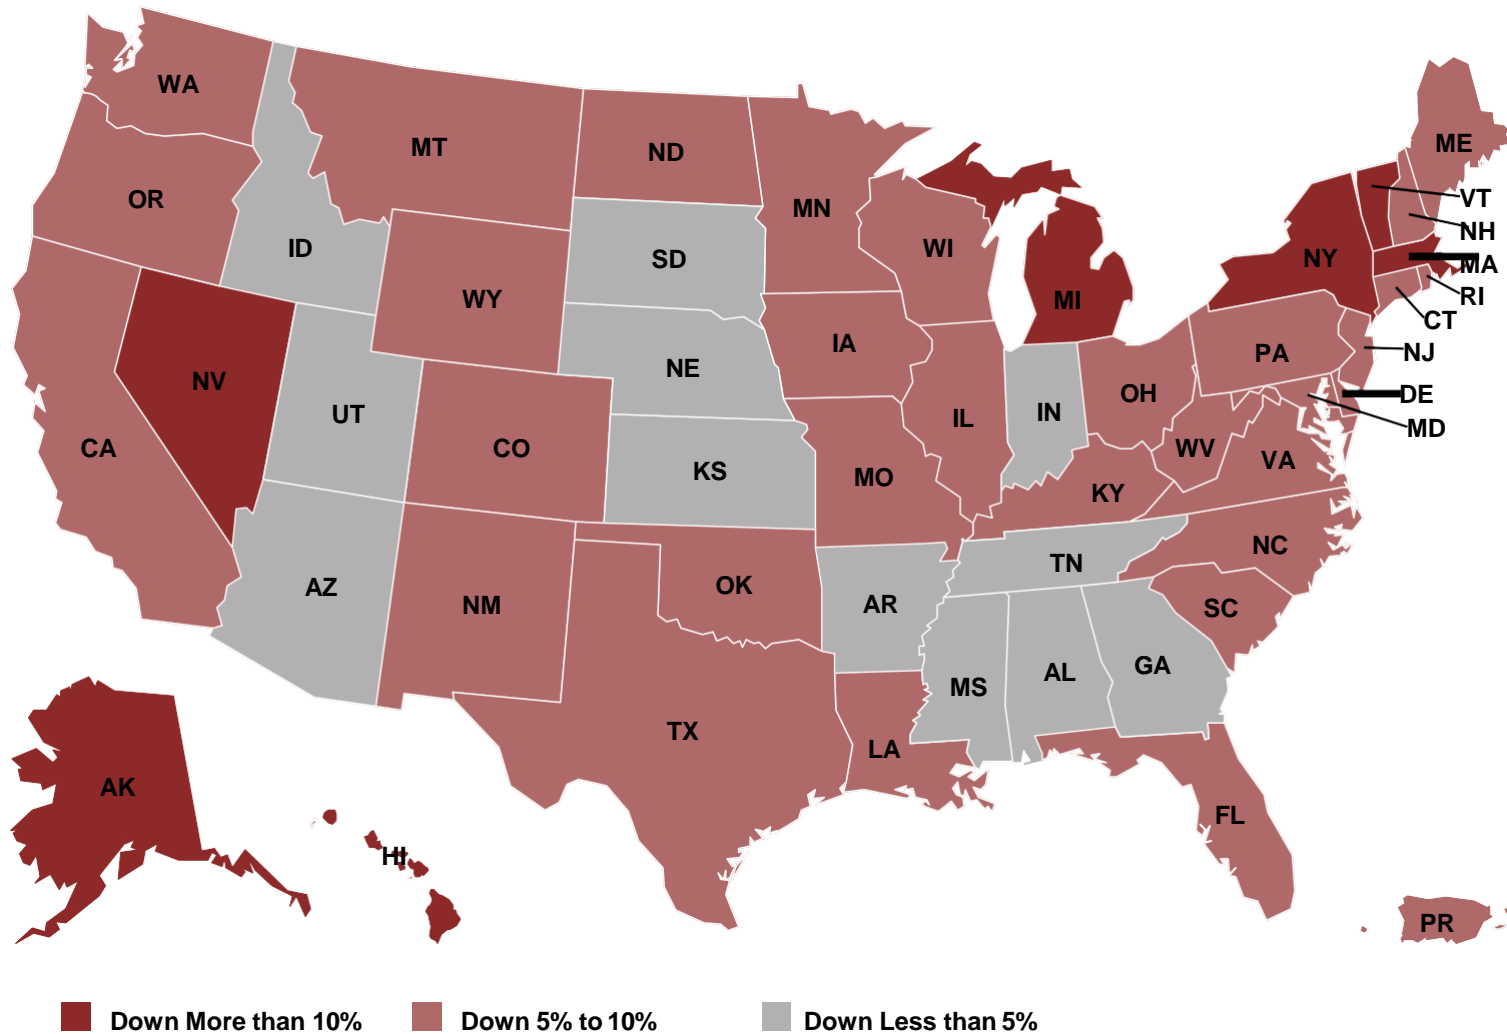 WA
MT
ND
ME
OR
MN
VT
NH
ID
SD
WI
NY
MA
WY
MI
RI
CT
IA
PA
NJ
NV
NE
UT
OH
DE
IL
IN
MD
CA
CO
KS
MO
WV
VA
KY
NC
AZ
OK
TN
NM
AR
SC
MS
AL
GA
TX
LA
AK
FL
HI
PR
Down More than 10%
Down 5% to 10%
Down Less than 5%